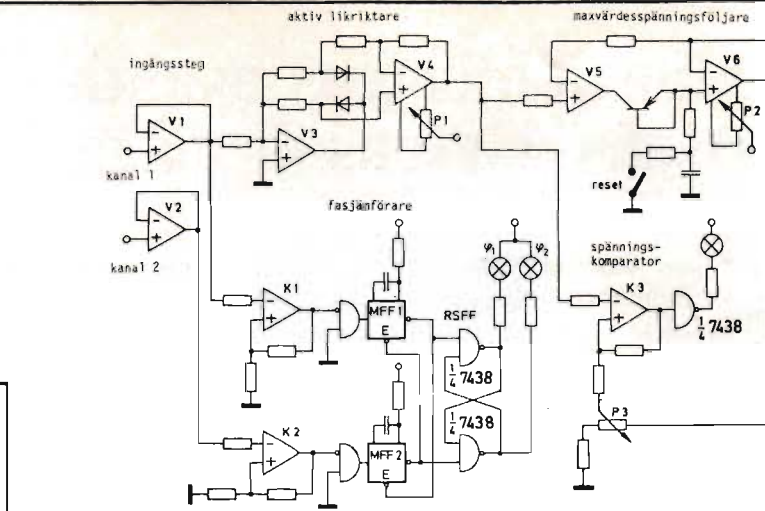 aktiv likriktare
maxvärdesspänningsföljare
ingångssteg
V4
V5
V6
V1
V3
P1
P2
kanal 1
V2
reset
fasjämförare
kanal 2
φ1
φ2
spännings-
komparator
K1
K3
MFF1
E
RSFF
1/4 7438
1/4 7438
1/4 7438
P3
K2
MFF2
E